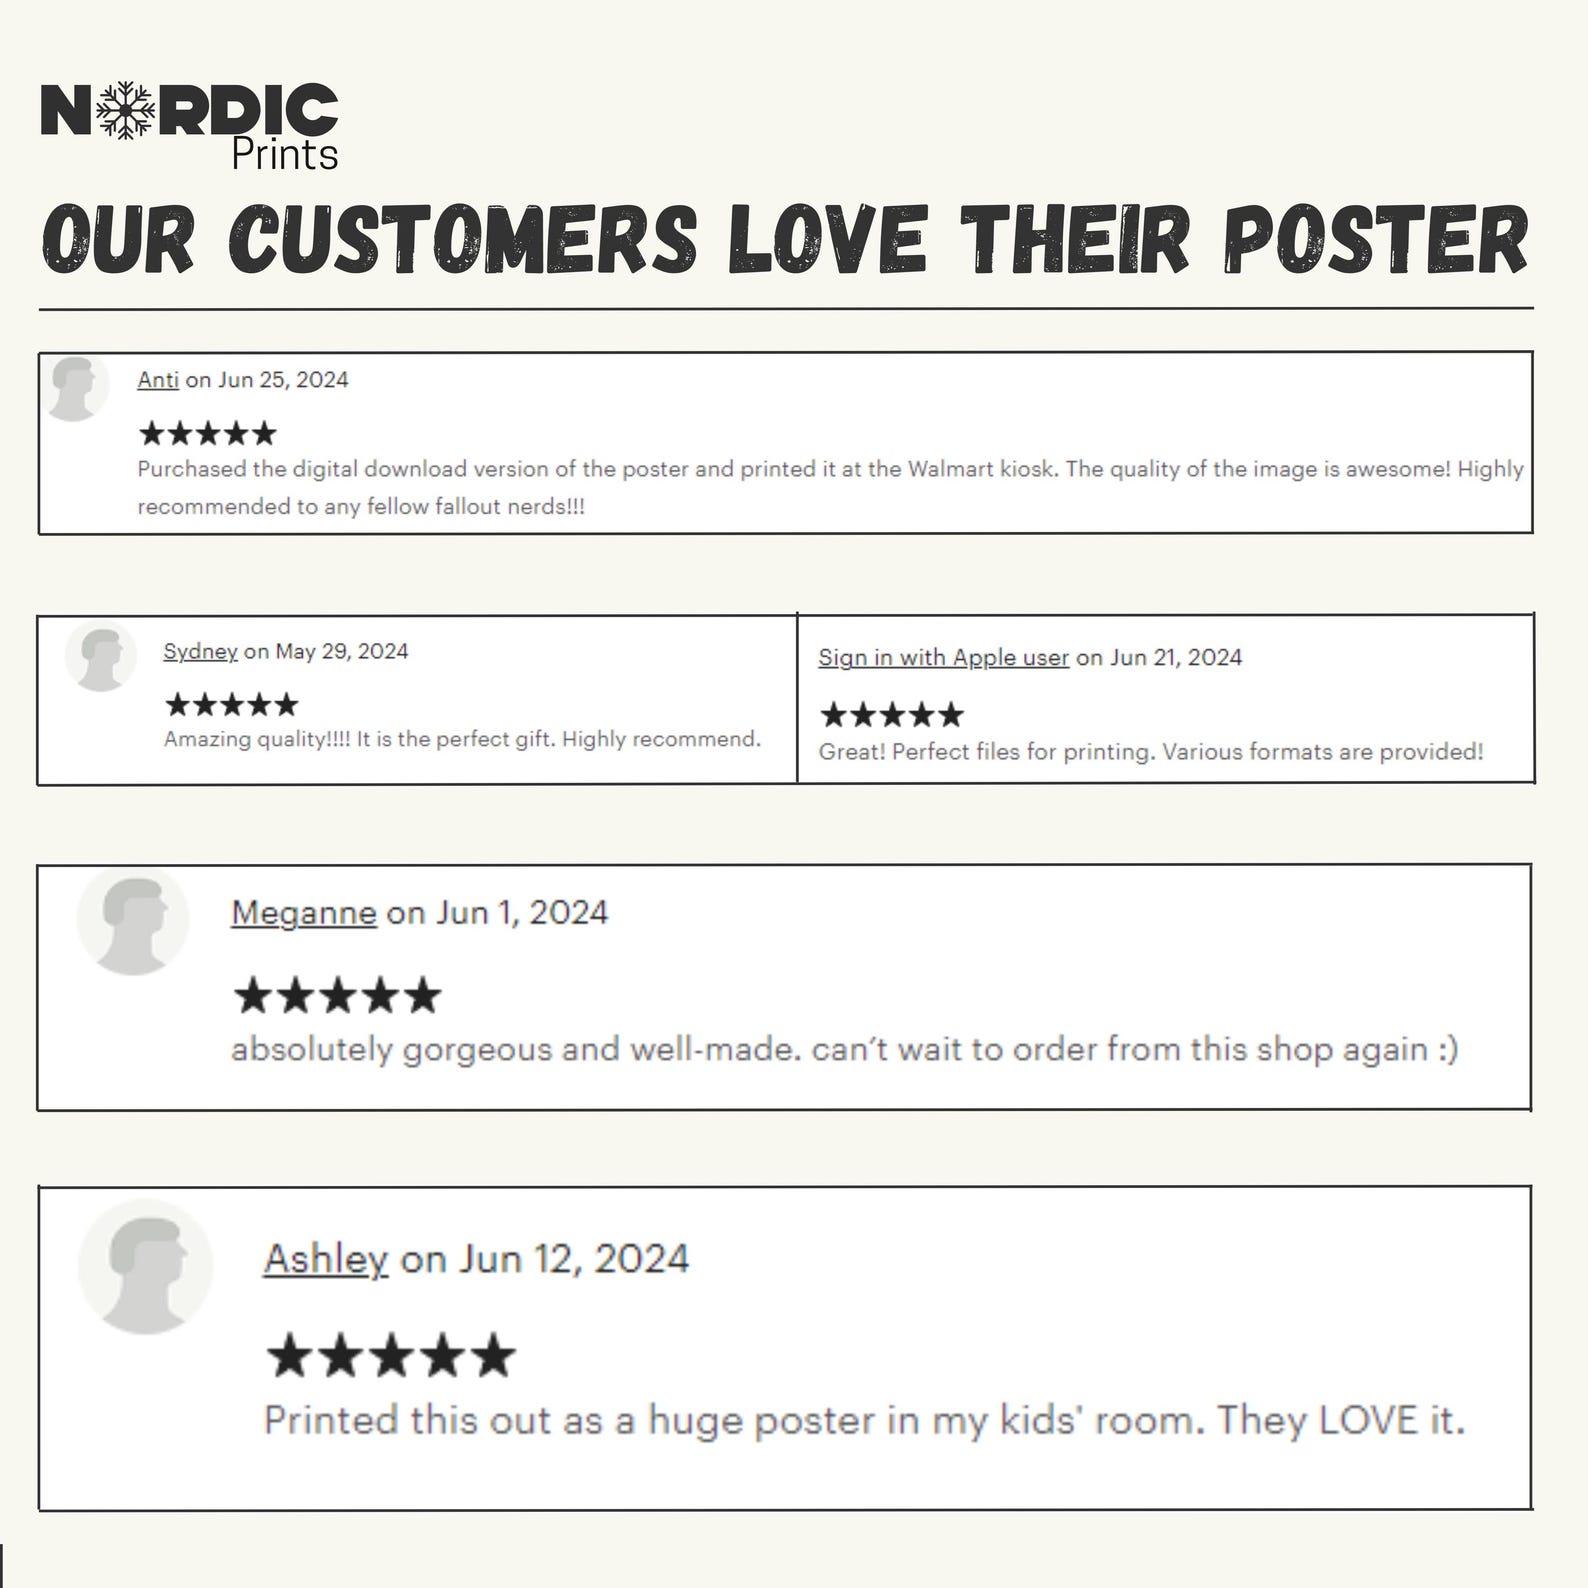 NORDIC
Prints
OUR CUSTOMERS LOVE THEIR POSTER
Anti on Jun 25, 2024
★★★★★
Purchased the digital download version of the poster and printed it at the Walmart kiosk. The quality of the image is awesome! Highly
recommended to any fellow fallout nerds!!!
Sydney on May 29, 2024
★★★★★
Amazing quality!!!! It is the perfect gift. Highly recommend.
Sign in with Apple user on Jun 21, 2024
★★★★★
Great! Perfect files for printing. Various formats are provided!
Meganne on Jun 1, 2024
★★★★★
absolutely gorgeous and well-made. can’t wait to order from this shop again :)
Ashley on Jun 12, 2024
★★★★★
Printed this out as a huge poster in my kids' room. They LOVE it.